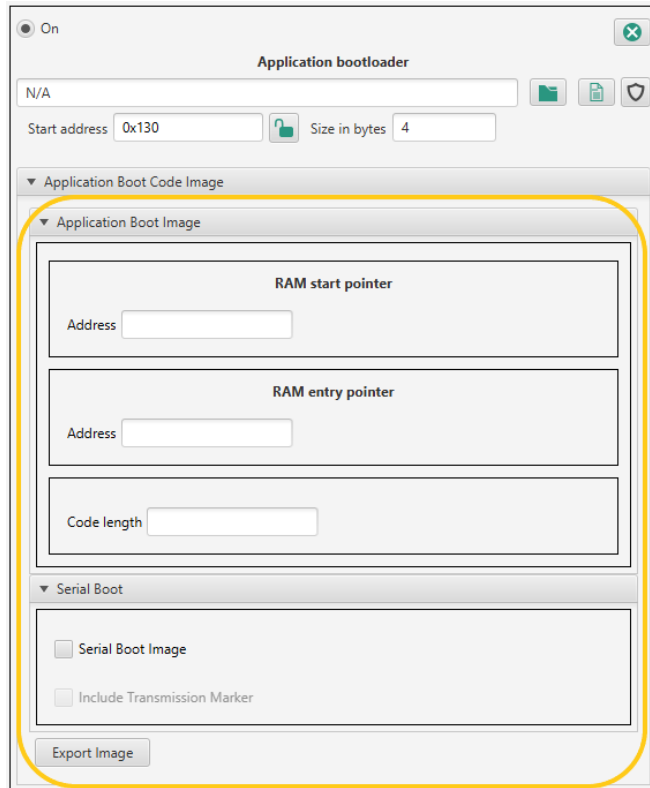 On
Application bootloader
N/A
Start address 0x130 Size in bytes 4
Application Boot Code Image
Application Boot Image
RAM start pointer
Address
RAM entry pointer
Address
Code length
Serial Boot
Serial Boot Image
Include Transmission Marker
Export Image